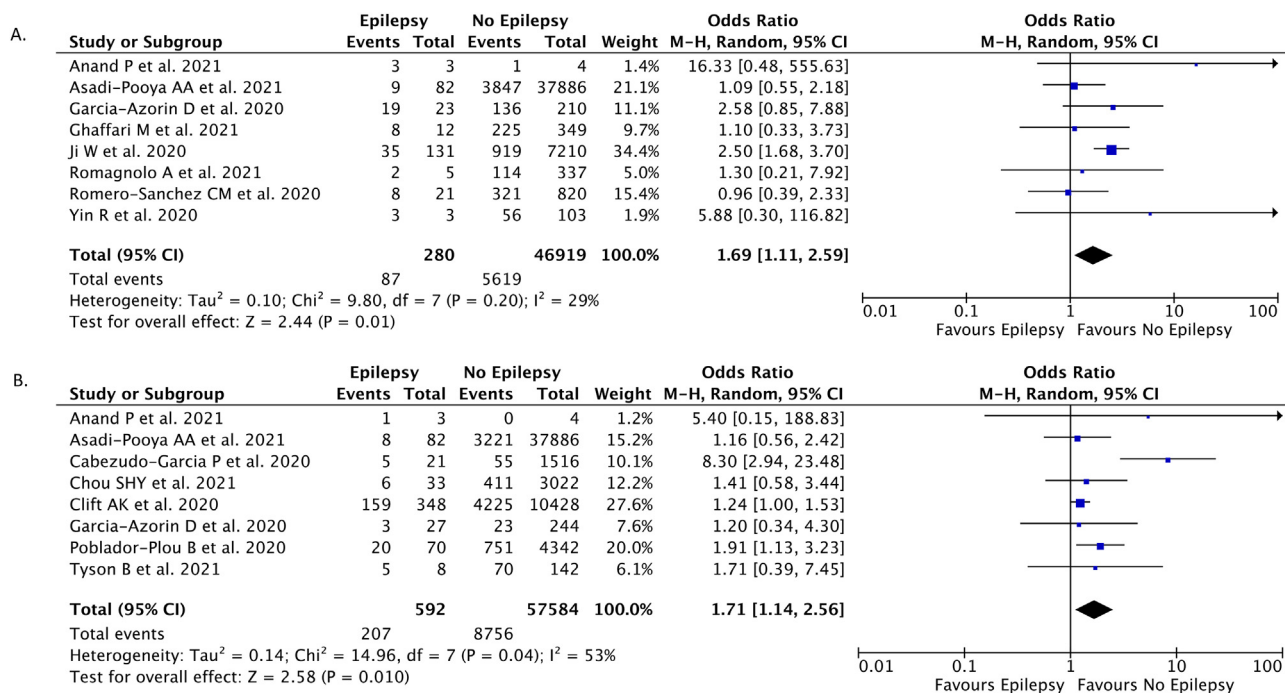 A.
Epilepsy No Epilepsy Odds Ratio Odds Ratio
Study or Subgroup Events Total Events Total Weight M-H, Random, 95% CI M-H, Random, 95% CI
Anand P et al. 2021 3 3 1 4 1.4% 16.33 [0.48, 555.63]
Asadi-Pooya AA et al. 2021 9 82 3847 37886 21.1% 1.09 [0.55, 2.18]
Garcia-Azorin D et al. 2020 19 23 136 210 11.1% 2.58 [0.85, 7.88]
Ghaffari M et al. 2021 8 12 225 349 9.7% 1.10 [0.33, 3.73]
Ji W et al. 2020 35 131 919 7210 34.4% 2.50 [1.68, 3.70]
Romagnolo A et al. 2021 2 5 114 337 5.0% 1.30 [0.21, 7.92]
Romero-Sanchez CM et al. 2020 8 21 321 820 15.4% 0.96 [0.39, 2.33]
Yin R et al. 2020 3 3 56 103 1.9% 5.88 [0.30, 116.82]
Total (95% CI) 280 46919 100.0% 1.69 [1.11, 2.59]
Total events 87 5619
Heterogeneity: Tau² = 0.10; Chi² = 9.80, df = 7 (P = 0.20); I² = 29%
Test for overall effect: Z = 2.44 (P = 0.01)
0.01 0.1 1 10 100
Favours Epilepsy Favours No Epilepsy
B.
Epilepsy No Epilepsy Odds Ratio Odds Ratio
Study or Subgroup Events Total Events Total Weight M-H, Random, 95% CI M-H, Random, 95% CI
Anand P et al. 2021 1 3 0 4 1.2% 5.40 [0.15, 188.83]
Asadi-Pooya AA et al. 2021 8 82 3221 37886 15.2% 1.16 [0.56, 2.42]
Cabezudo-Garcia P et al. 2020 5 21 55 1516 10.1% 8.30 [2.94, 23.48]
Chou SHY et al. 2021 6 33 411 3022 12.2% 1.41 [0.58, 3.44]
Clift AK et al. 2020 159 348 4225 10428 27.6% 1.24 [1.00, 1.53]
Garcia-Azorin D et al. 2020 3 27 23 244 7.6% 1.20 [0.34, 4.30]
Poblador-Plou B et al. 2020 20 70 751 4342 20.0% 1.91 [1.13, 3.23]
Tyson B et al. 2021 5 8 70 142 6.1% 1.71 [0.39, 7.45]
Total (95% CI) 592 57584 100.0% 1.71 [1.14, 2.56]
Total events 207 8756
Heterogeneity: Tau² = 0.14; Chi² = 14.96, df = 7 (P = 0.04); I² = 53%
Test for overall effect: Z = 2.58 (P = 0.010)
0.01 0.1 1 10 100
Favours Epilepsy Favours No Epilepsy